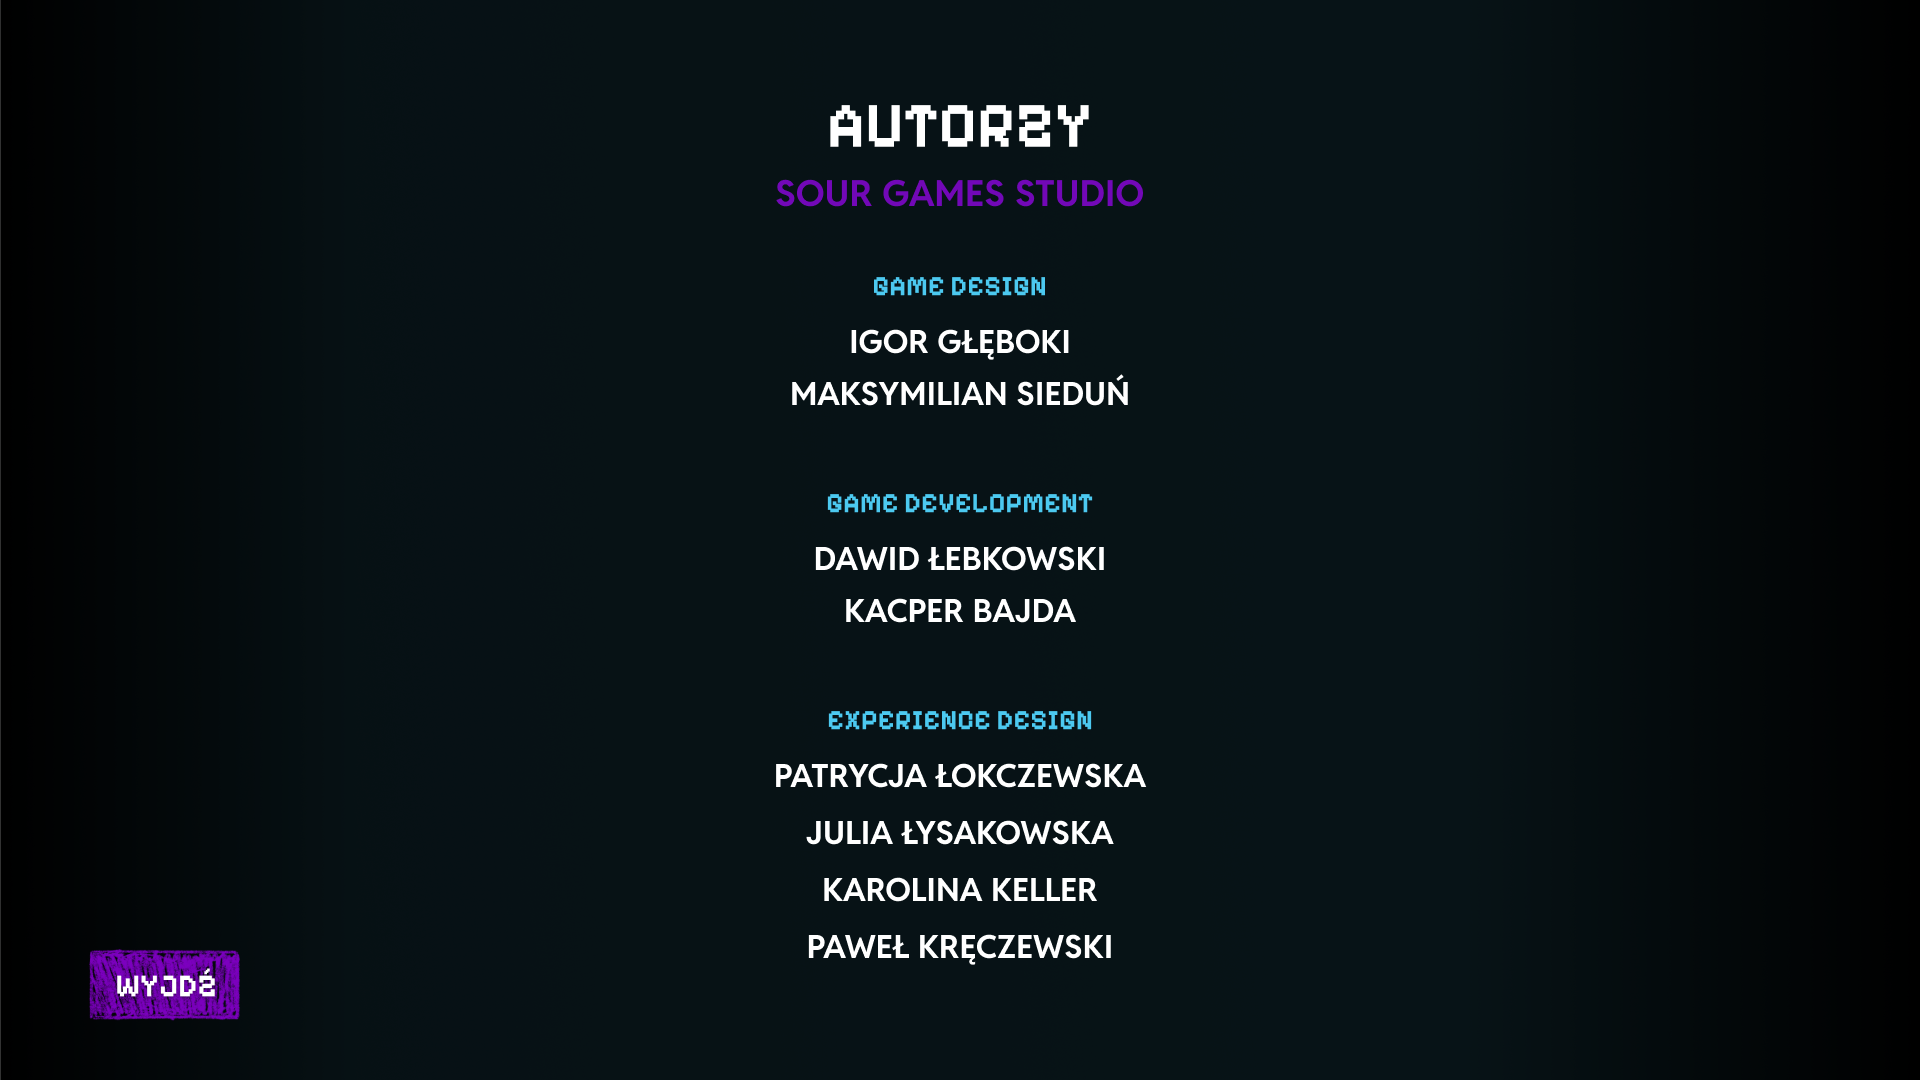 AUTORZY
SOUR GAMES STUDIO
GAME DESIGN
IGOR GŁĘBOKI
MAKSYMILIAN SIEDUŃ
GAME DEVELOPMENT
DAWID ŁEBKOWSKI
KACPER BAJDA
EXPERIENCE DESIGN
PATRYCJA ŁOKCZEWSKA
JULIA ŁYSAKOWSKA
KAROLINA KELLER
PAWEŁ KRĘCZEWSKI
WYJDŹ